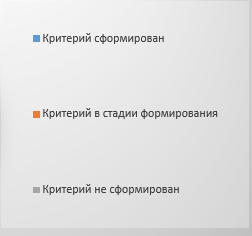 Критерий сформирован
Критерий в стадии формирования
Критерий не сформирован